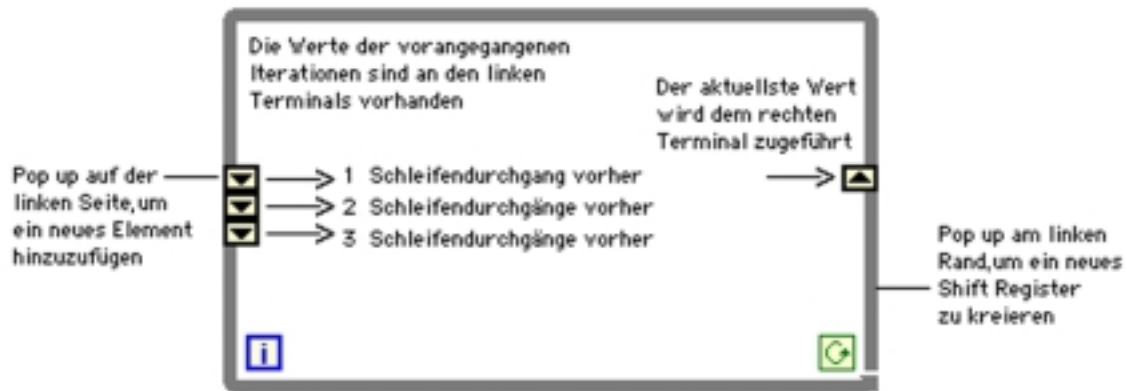 Die Werte der vorangegangenen
Iterationen sind an den linken
Terminals vorhanden
Der aktuellste Wert
wird dem rechten
Terminal zugeführt
Pop up auf der
linken Seite,um
ein neues Element
hinzuzufügen
1 Schleifendurchgang vorher
2 Schleifendurchgänge vorher
3 Schleifendurchgänge vorher
Pop up am linken
Rand,um ein neues
Shift Register
zu kreieren
i